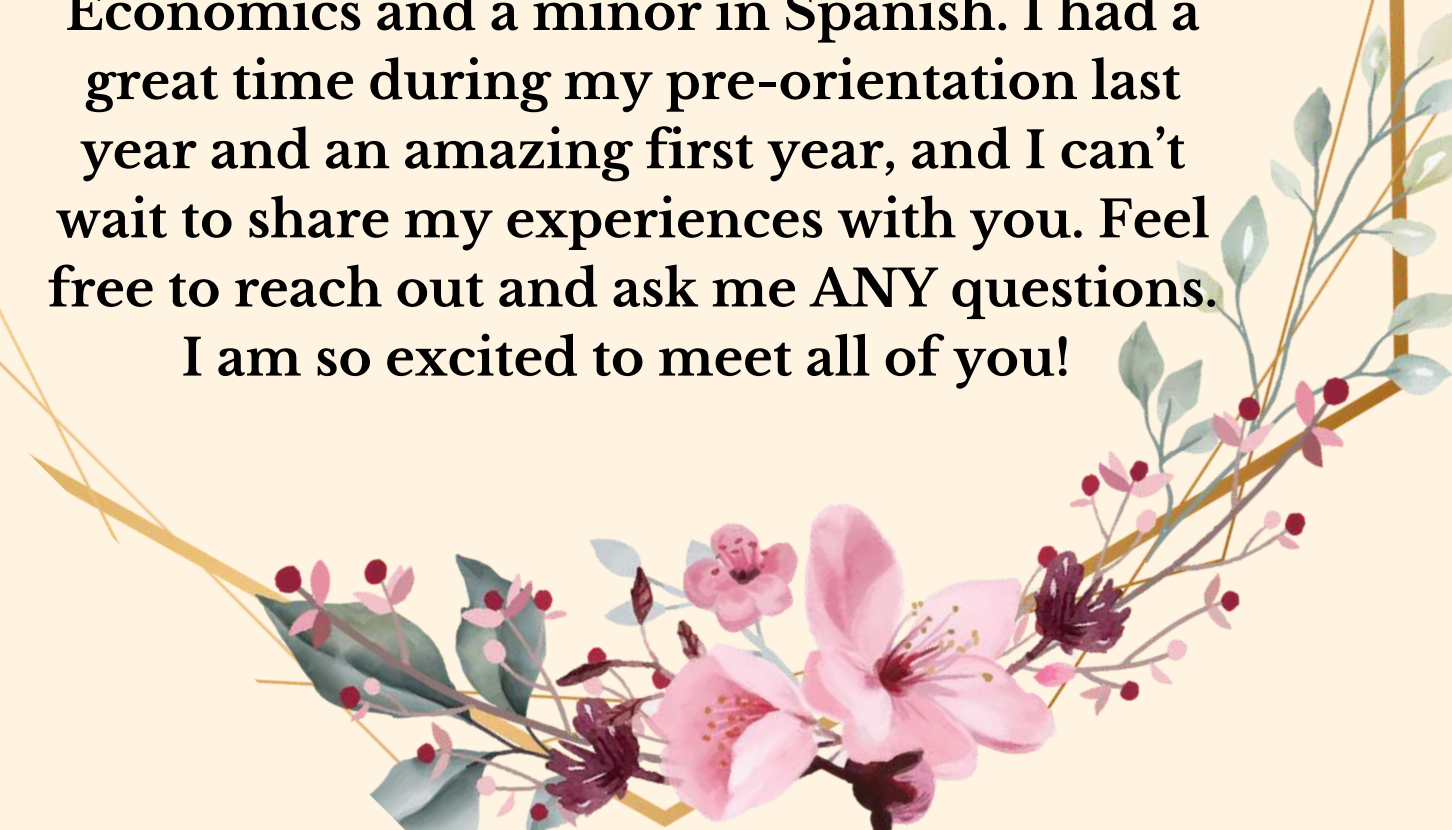 Economics and a minor in Spanish. I had a
great time during my pre-orientation last
year and an amazing first year, and I can’t
wait to share my experiences with you. Feel
free to reach out and ask me ANY questions.
I am so excited to meet all of you!